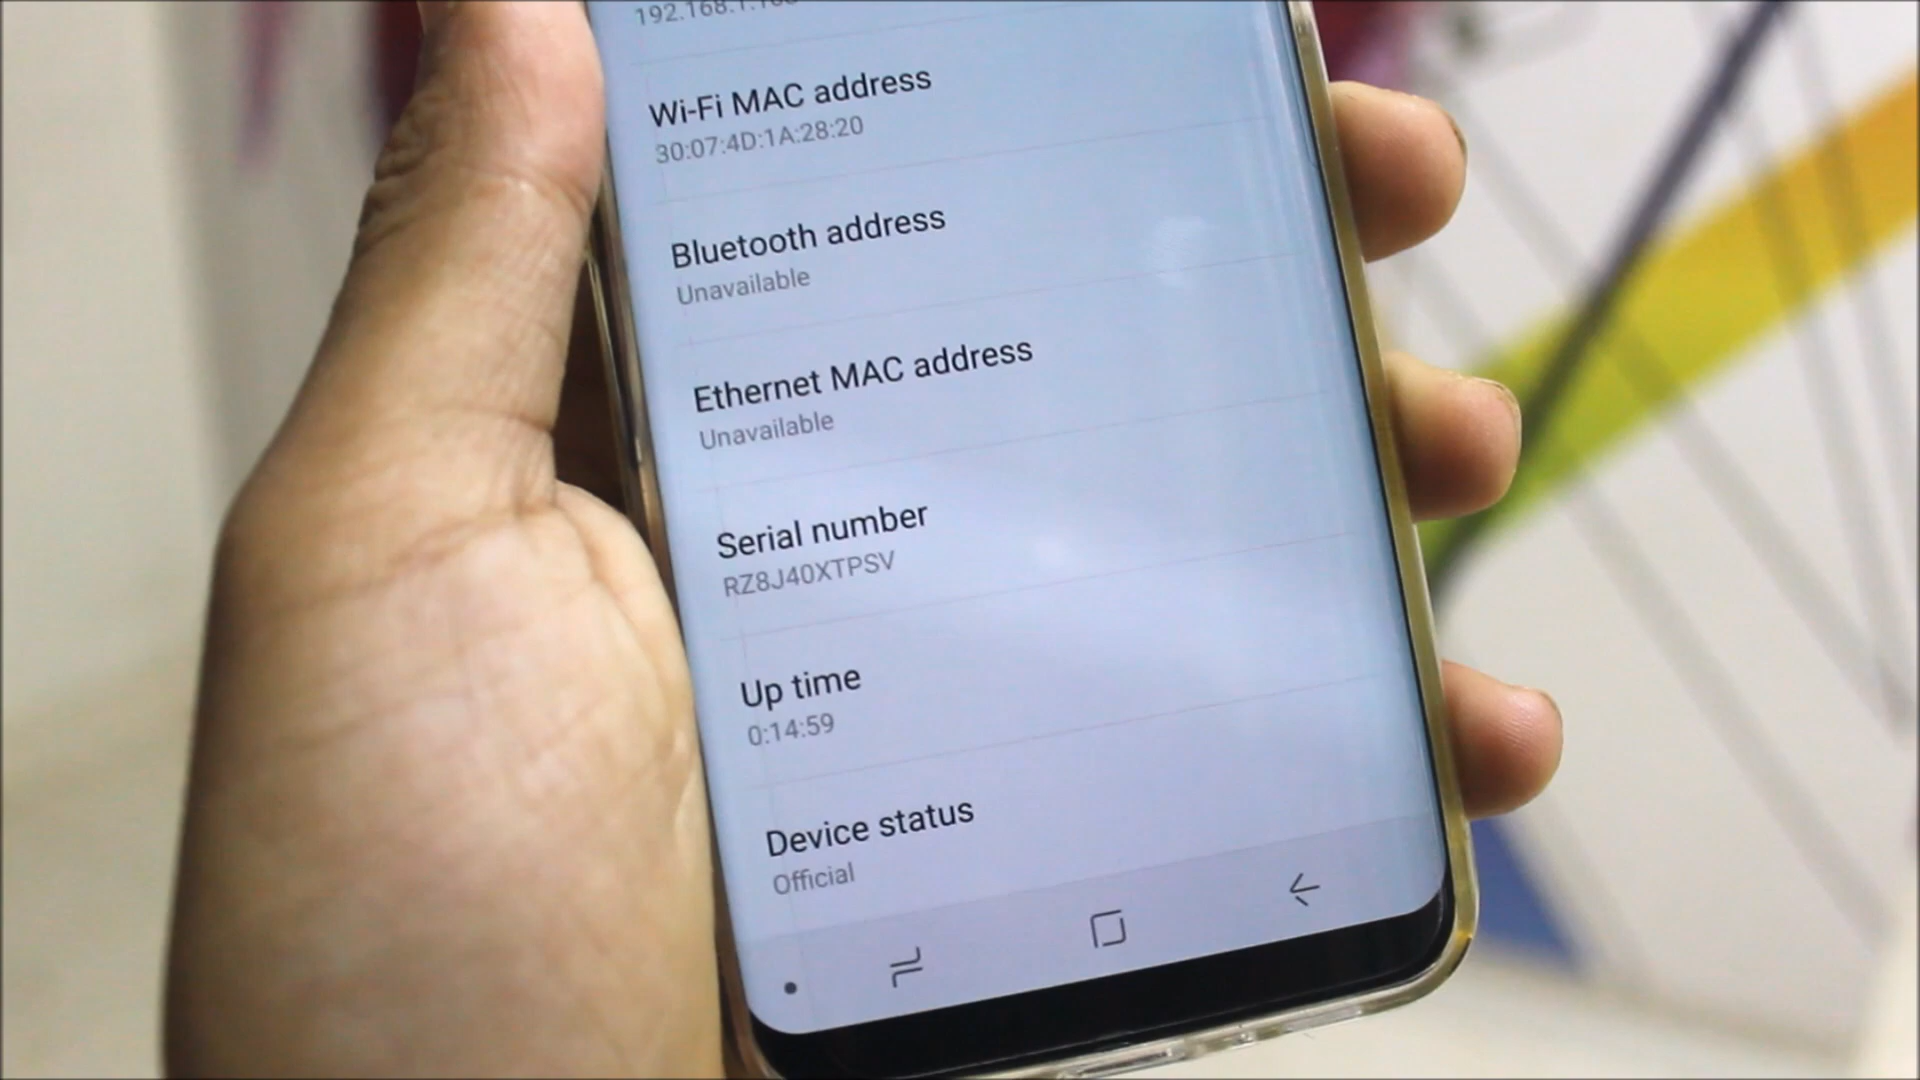 Wi-Fi MAC address
30:07:4D:1A:28:20
Bluetooth address
Unavailable
Ethernet MAC address
Unavailable
Serial number
RZ8J40XTPSV
Up time
0:14:59
Device status
Official